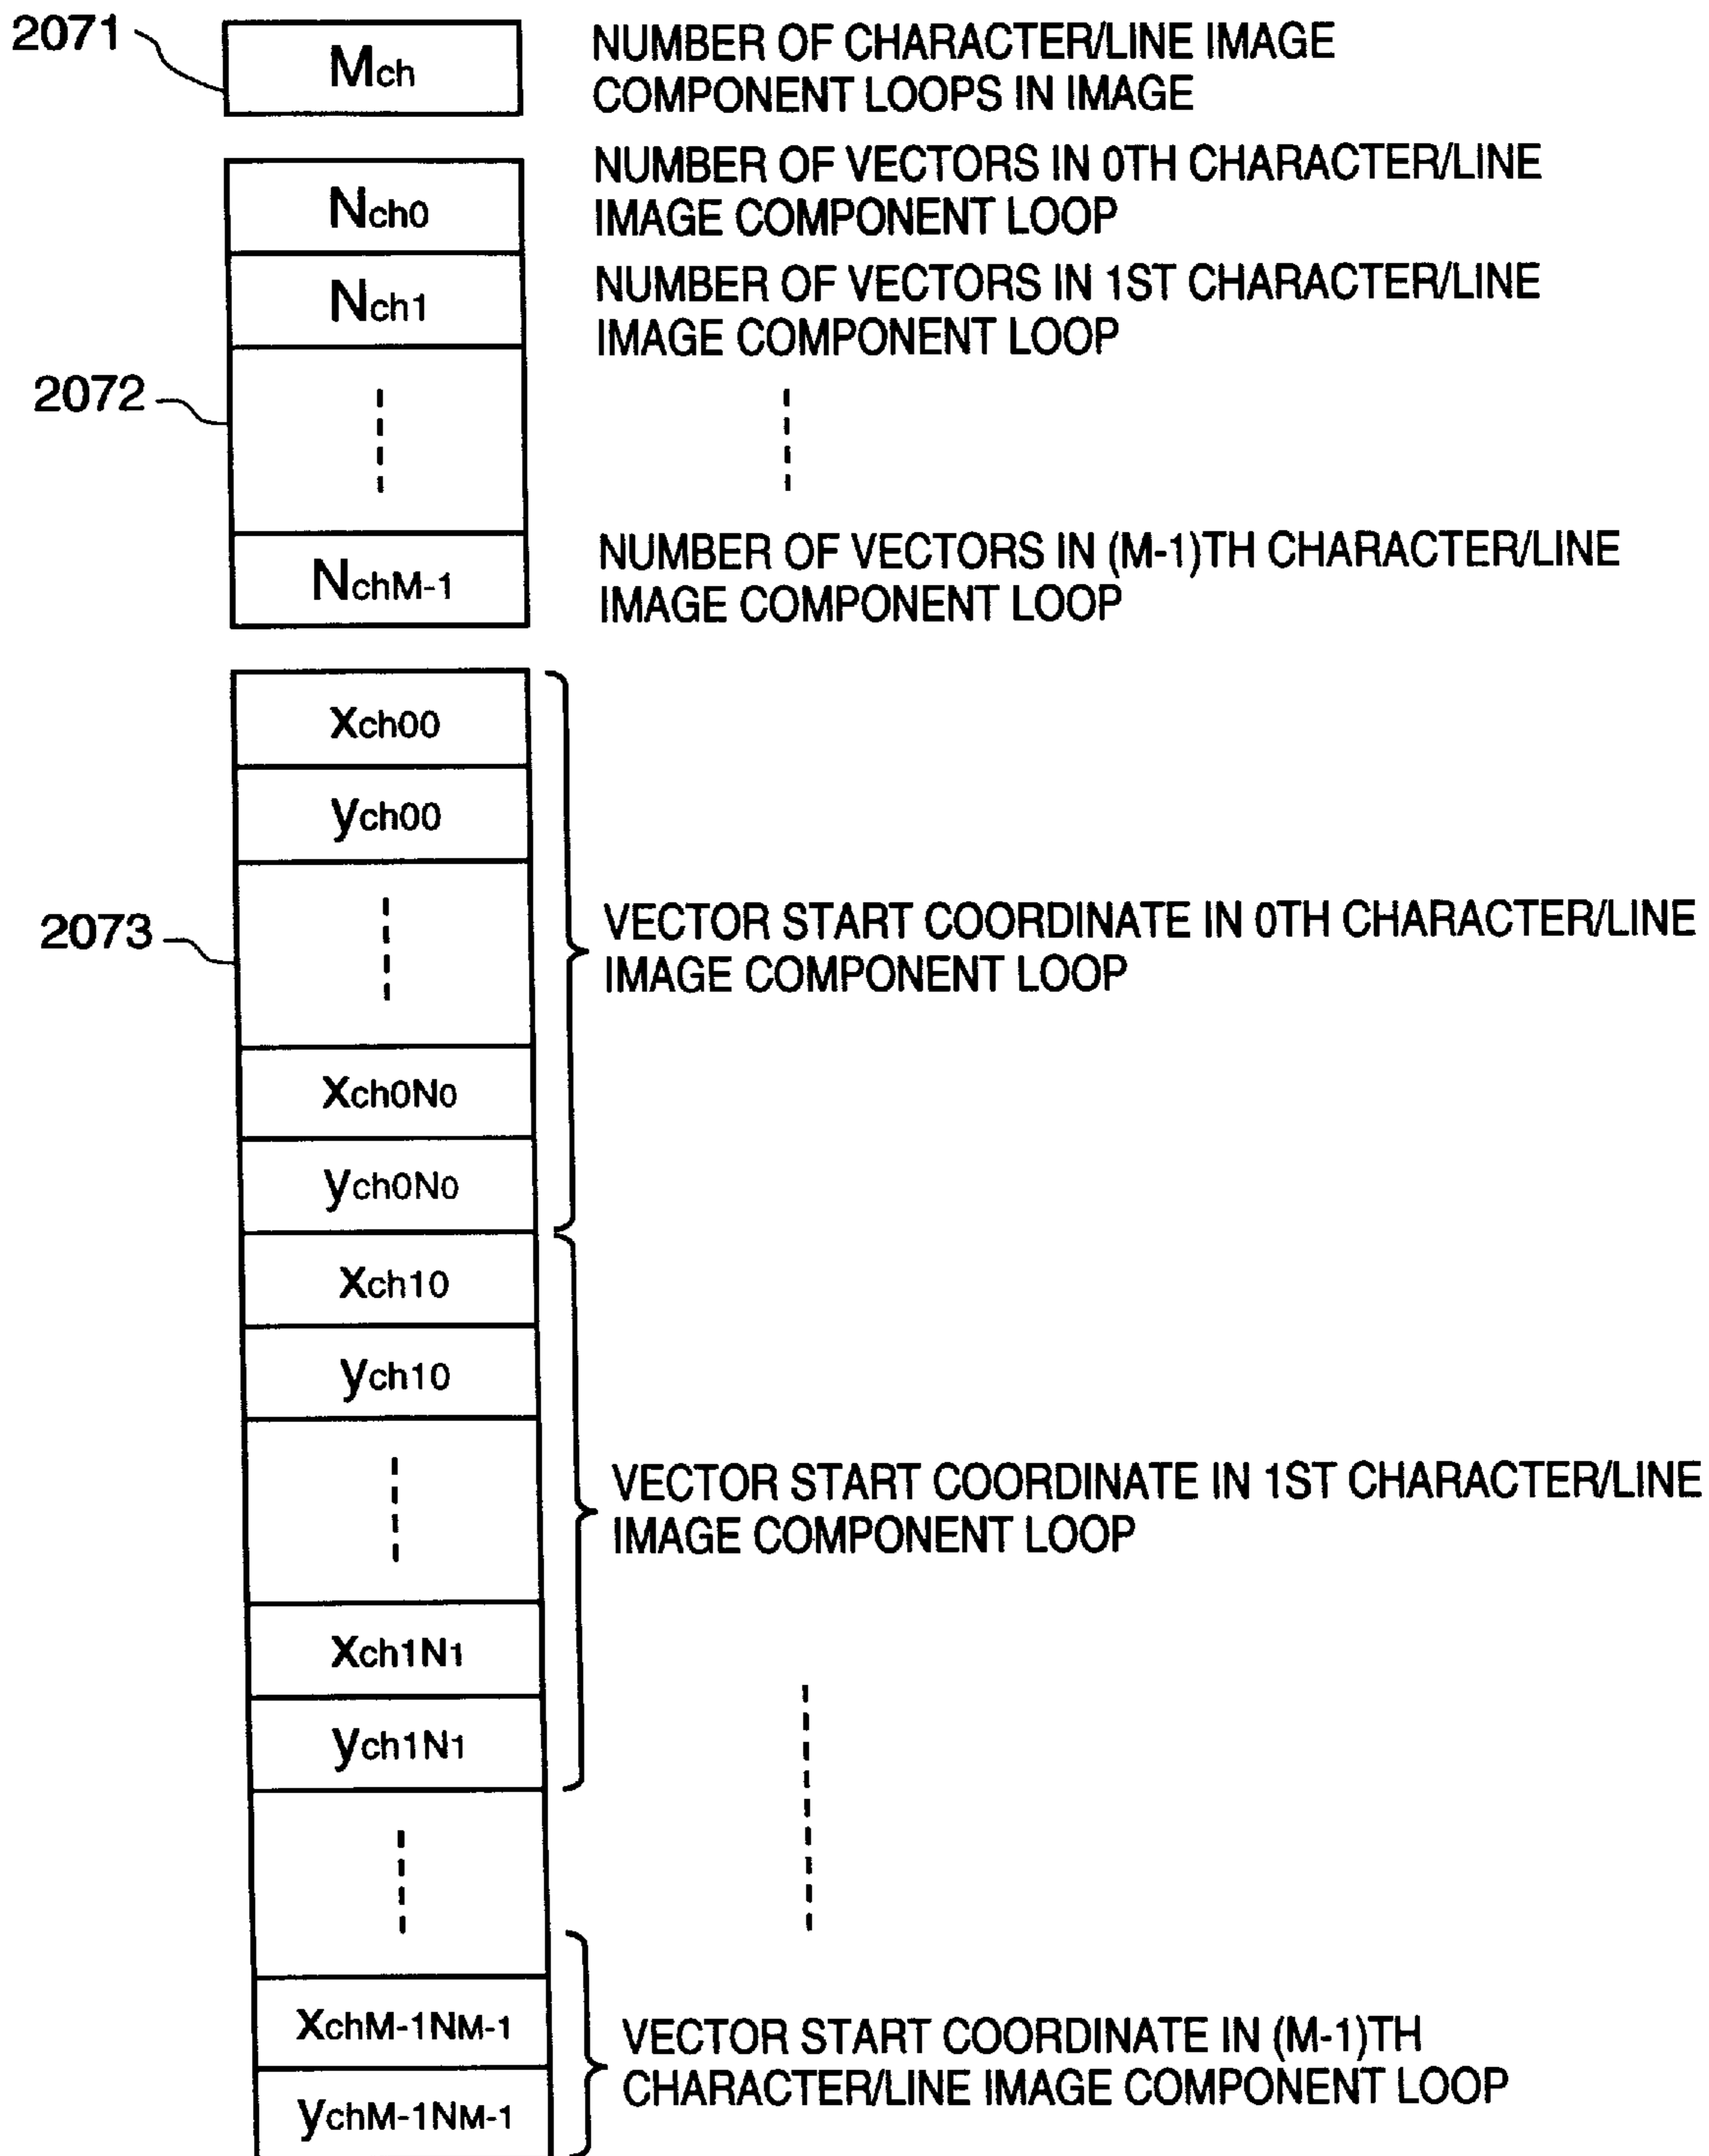 2071
Mch
NUMBER OF CHARACTER/LINE IMAGE
COMPONENT LOOPS IN IMAGE
Nch0
NUMBER OF VECTORS IN 0TH CHARACTER/LINE
IMAGE COMPONENT LOOP
Nch1
NUMBER OF VECTORS IN 1ST CHARACTER/LINE
IMAGE COMPONENT LOOP
2072
NchM-1
NUMBER OF VECTORS IN (M-1)TH CHARACTER/LINE
IMAGE COMPONENT LOOP
xch00
ych00
2073
VECTOR START COORDINATE IN 0TH CHARACTER/LINE
IMAGE COMPONENT LOOP
xch0N0
ych0N0
xch10
ych10
VECTOR START COORDINATE IN 1ST CHARACTER/LINE
IMAGE COMPONENT LOOP
xch1N1
ych1N1
xchM-1NM-1
ychM-1NM-1
VECTOR START COORDINATE IN (M-1)TH
CHARACTER/LINE IMAGE COMPONENT LOOP